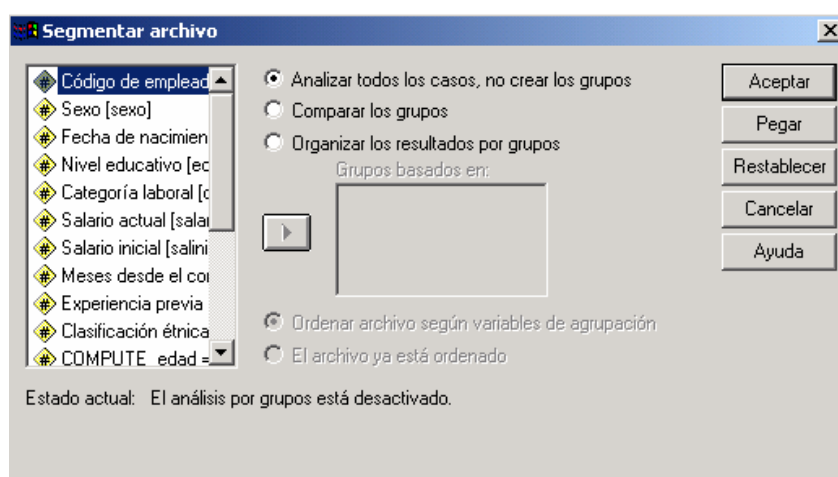 Segmentar archivo
Código de emplead
Sexo [sexo]
Fecha de nacimien
Nivel educativo [ec
Categoría laboral [c
Salario actual [salar
Salario inicial [salini
Meses desde el cor
Experiencia previa
Clasificación étnica
COMPUTE edad =
Analizar todos los casos, no crear los grupos
Comparar los grupos
Organizar los resultados por grupos
Grupos basados en:
Ordenar archivo según variables de agrupación
El archivo ya está ordenado
Aceptar
Pegar
Restablecer
Cancelar
Ayuda
Estado actual: El análisis por grupos está desactivado.